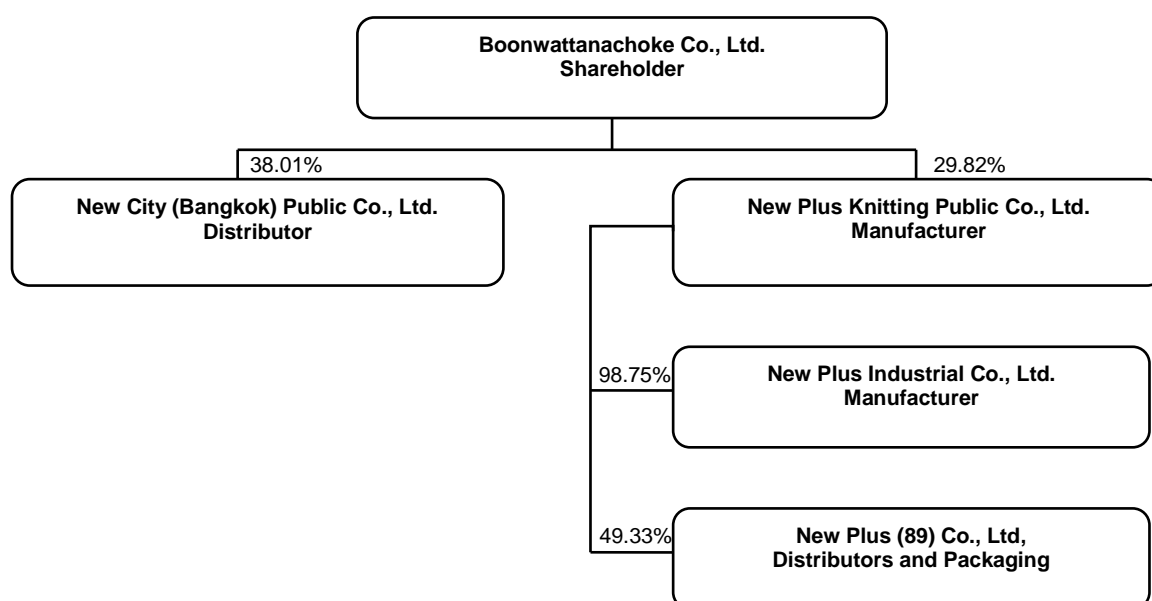 Boonwattanachoke Co., Ltd.
Shareholder
38.01%
29.82%
New City (Bangkok) Public Co., Ltd.
Distributor
New Plus Knitting Public Co., Ltd.
Manufacturer
98.75%
New Plus Industrial Co., Ltd.
Manufacturer
49.33%
New Plus (89) Co., Ltd,
Distributors and Packaging